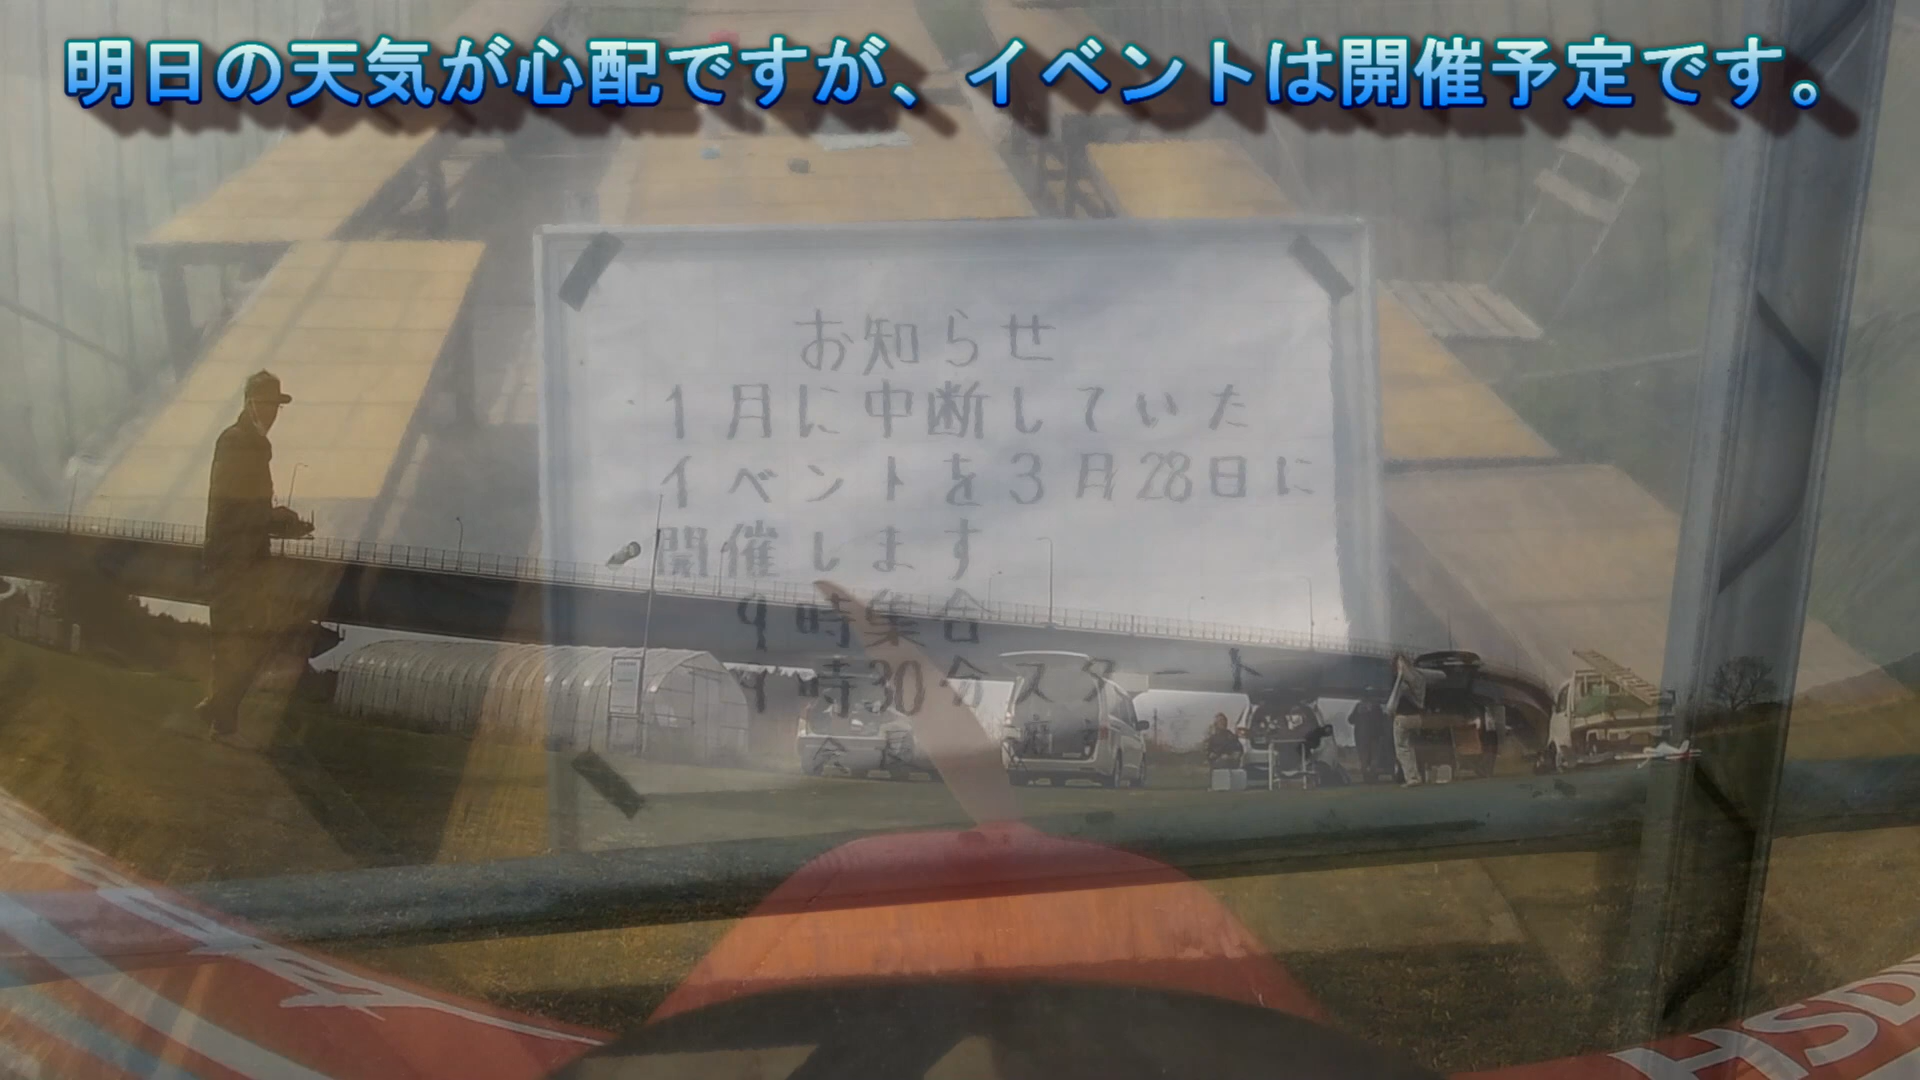 明日の天気が心配ですが、イベントは開催予定です。
お知らせ
1月に中断していた
イベントを3月28日に
開催します
9時集合
9時30分スタート
会長
HSD